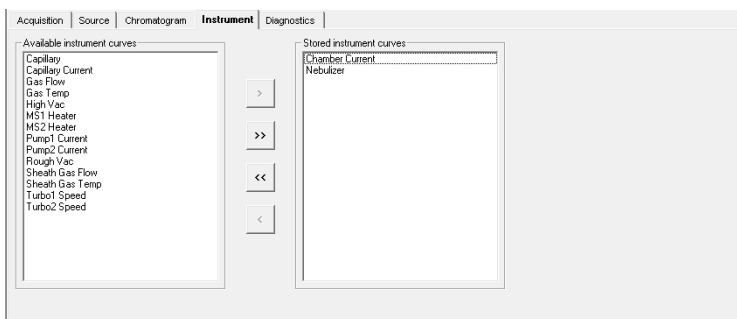 Acquisition Source Chromatogram Instrument Diagnostics
Available instrument curves
Capillary
Capillary Current
Gas Flow
Gas Temp
High Vac
MS1 Heater
MS2 Heater
Pump1 Current
Pump2 Current
Rough Vac
Sheath Gas Flow
Sheath Gas Temp
Turbo1 Speed
Turbo2 Speed
>
>>
<<
<
Stored instrument curves
Chamber Current
Nebulizer